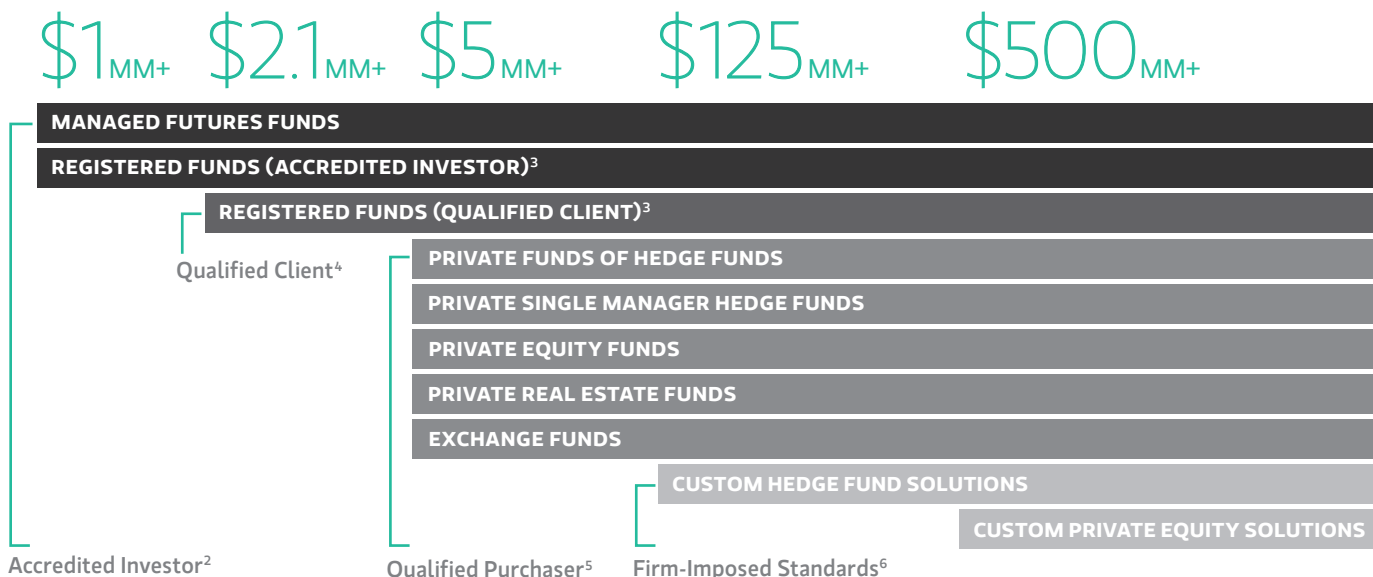 $1MM+ $2.1MM+ $5MM+ $125MM+ $500MM+
MANAGED FUTURES FUNDS
REGISTERED FUNDS (ACCREDITED INVESTOR)³
REGISTERED FUNDS (QUALIFIED CLIENT)³
Qualified Client⁴
PRIVATE FUNDS OF HEDGE FUNDS
PRIVATE SINGLE MANAGER HEDGE FUNDS
PRIVATE EQUITY FUNDS
PRIVATE REAL ESTATE FUNDS
EXCHANGE FUNDS
CUSTOM HEDGE FUND SOLUTIONS
CUSTOM PRIVATE EQUITY SOLUTIONS
Accredited Investor² Qualified Purchaser⁵ Firm-Imposed Standards⁶